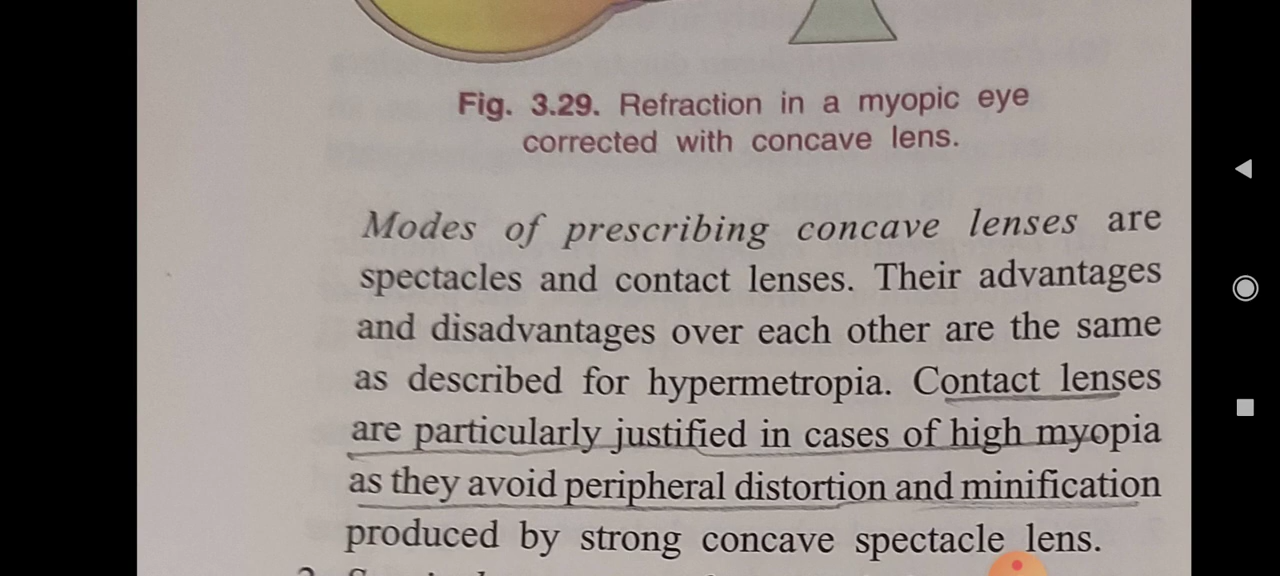 Fig. 3.29. Refraction in a myopic eye
corrected with concave lens.
Modes of prescribing concave lenses are
spectacles and contact lenses. Their advantages
and disadvantages over each other are the same
as described for hypermetropia. Contact lenses
are particularly justified in cases of high myopia
as they avoid peripheral distortion and minification
produced by strong concave spectacle lens.